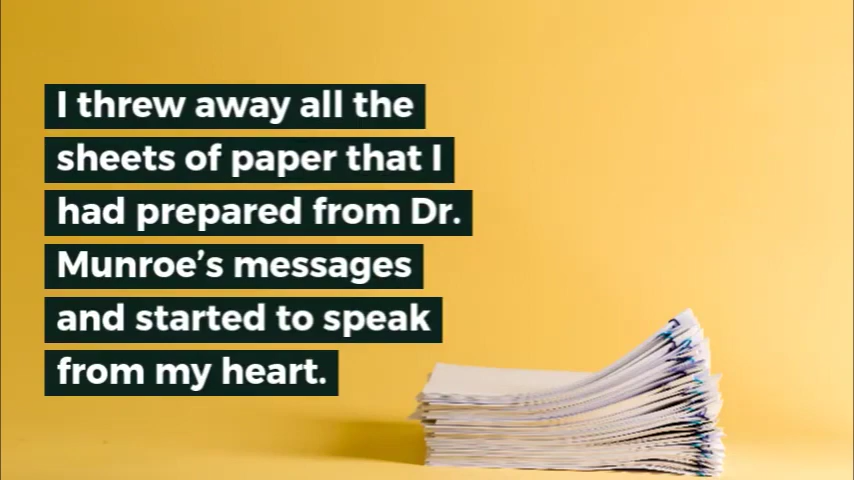 I threw away all the
sheets of paper that I
had prepared from Dr.
Munroe’s messages
and started to speak
from my heart.